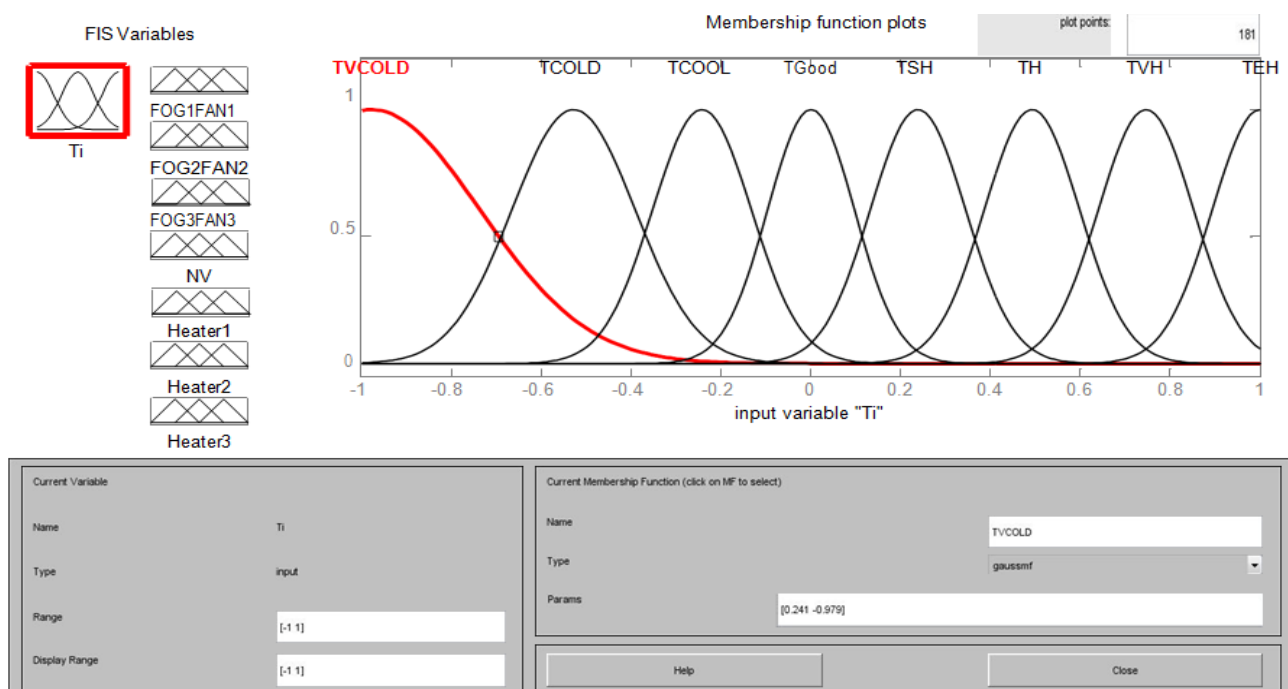 FIS Variables
Membership function plots
plot points:
181
Ti
FOG1FAN1
FOG2FAN2
FOG3FAN3
NV
Heater1
Heater2
Heater3
TVCOLD TCOLD TCOOL TGood TSH TH TVH TEH
1
0.5
0
-1 -0.8 -0.6 -0.4 -0.2 0 0.2 0.4 0.6 0.8 1
input variable "Ti"
Current Variable
Name Ti
Type input
Range [-1 1]
Display Range [-1 1]
Current Membership Function (click on MF to select)
Name TVCOLD
Type gaussmf
Params [0.241 -0.979]
Help Close